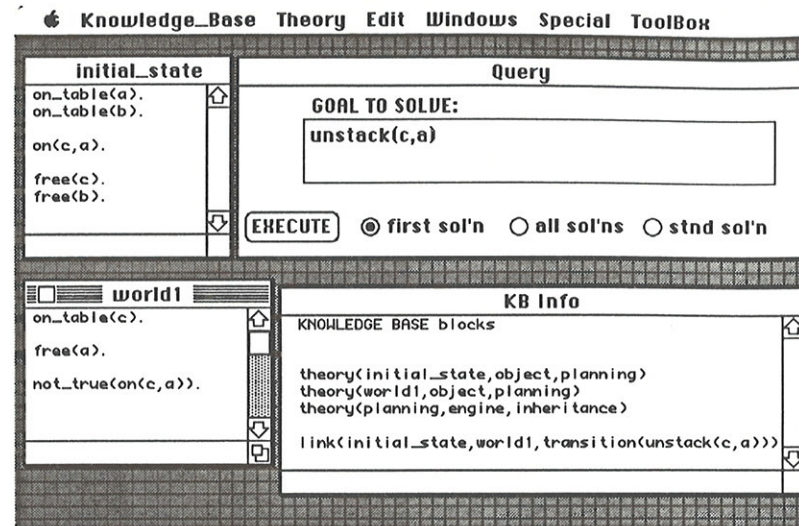 Knowledge_Base Theory Edit Windows Special ToolBox
initial_state
on_table(a).
on_table(b).
on(c,a).
free(c).
free(b).
Query
GOAL TO SOLVE:
unstack(c,a)
EXECUTE first sol'n all sol'ns stnd sol'n
world1
on_table(c).
free(a).
not_true(on(c,a)).
KB Info
KNOWLEDGE BASE blocks
theory(initial_state,object,planning)
theory(world1,object,planning)
theory(planning,engine,inheritance)
link(initial_state,world1,transition(unstack(c,a)))